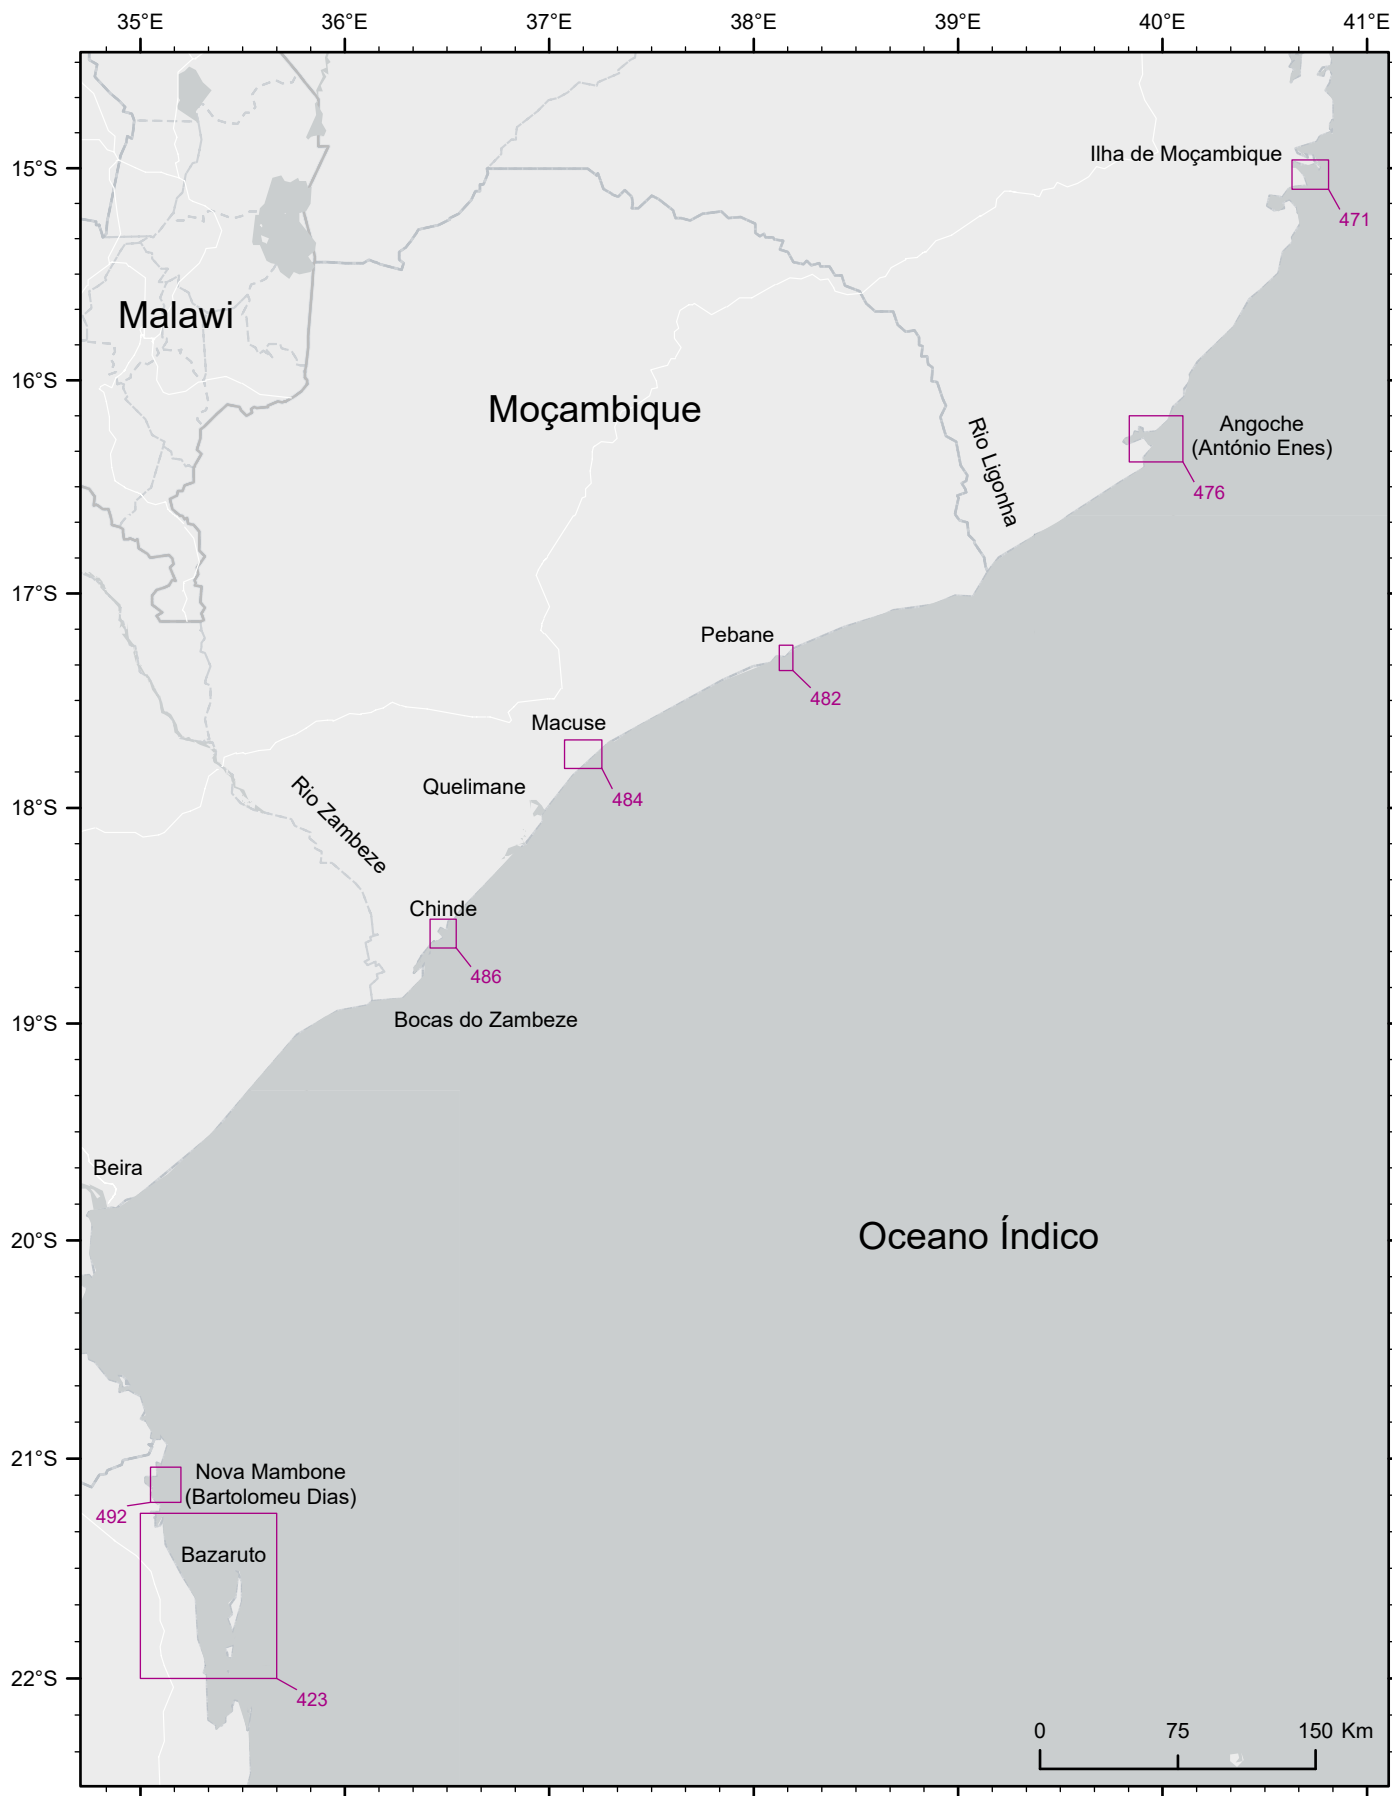 35°E 36°E 37°E 38°E 39°E 40°E 41°E
15°S
16°S
17°S
18°S
19°S
20°S
21°S
22°S
Ilha de Moçambique
471
Malawi
Moçambique
Angoche
(António Enes)
476
Rio Ligonha
Pebane
482
Macuse
484
Quelimane
Rio Zambeze
Chinde
486
Bocas do Zambeze
Beira
Oceano Índico
Nova Mambone
(Bartolomeu Dias)
492
Bazaruto
423
0 75 150 Km